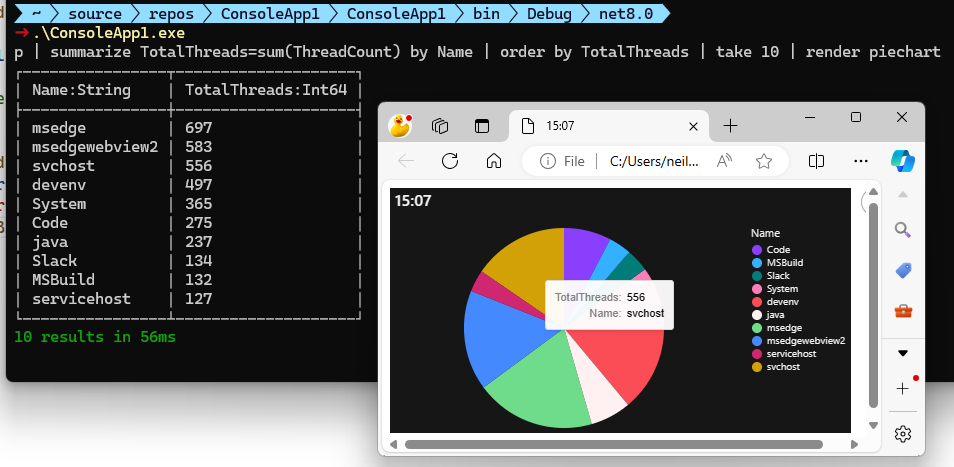 ~ source repos ConsoleApp1 ConsoleApp1 bin Debug net8.0
.\ConsoleApp1.exe
p | summarize TotalThreads=sum(ThreadCount) by Name | order by TotalThreads | take 10 | render piechart
Name:String TotalThreads:Int64
msedge 697
msedgewebview2 583
svchost 556
devenv 497
System 365
Code 275
java 237
Slack 134
MSBuild 132
servicehost 127
10 results in 56ms
15:07
File C:/Users/neil...
15:07
TotalThreads: 556
Name: svchost
Name
Code
MSBuild
Slack
System
devenv
java
msedge
msedgewebview2
servicehost
svchost